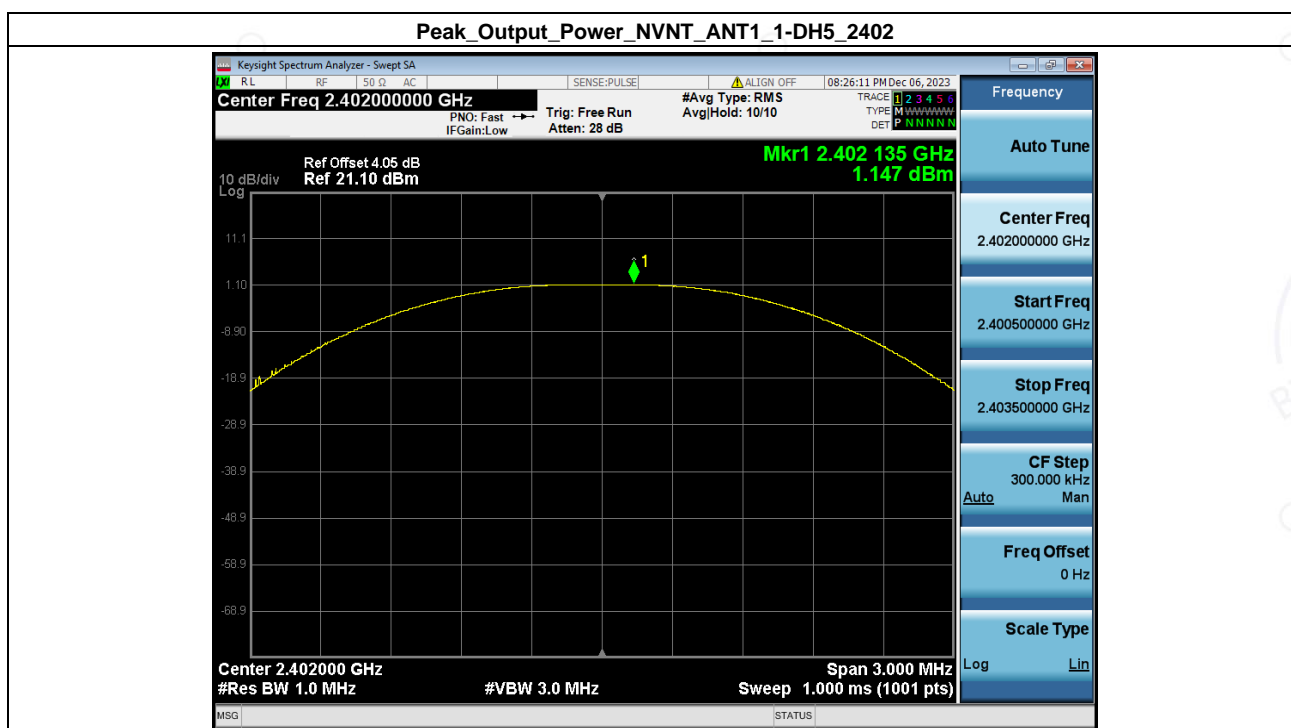 Peak_Output_Power_NVNT_ANT1_1-DH5_2402
Keysight Spectrum Analyzer - Swept SA
LXI RL RF 50 Ω AC SENSE:PULSE ALIGN OFF 08:26:11 PM Dec 06, 2023
Center Freq 2.402000000 GHz
PNO: Fast
IFGain:Low
Trig: Free Run
Atten: 28 dB
#Avg Type: RMS
Avg|Hold: 10/10
TRACE 1 2 3 4 5 6
TYPE M WWWWW
DET P N N N N N
Mkr1 2.402 135 GHz
1.147 dBm
Ref Offset 4.05 dB
10 dB/div Ref 21.10 dBm
Log
1
11.1
1.10
-8.90
-18.9
-28.9
-38.9
-48.9
-58.9
-68.9
Center 2.402000 GHz Span 3.000 MHz
#Res BW 1.0 MHz #VBW 3.0 MHz Sweep 1.000 ms (1001 pts)
MSG STATUS
Frequency
Auto Tune
Center Freq
2.402000000 GHz
Start Freq
2.400500000 GHz
Stop Freq
2.403500000 GHz
CF Step
300.000 kHz
Auto Man
Freq Offset
0 Hz
Scale Type
Log Lin